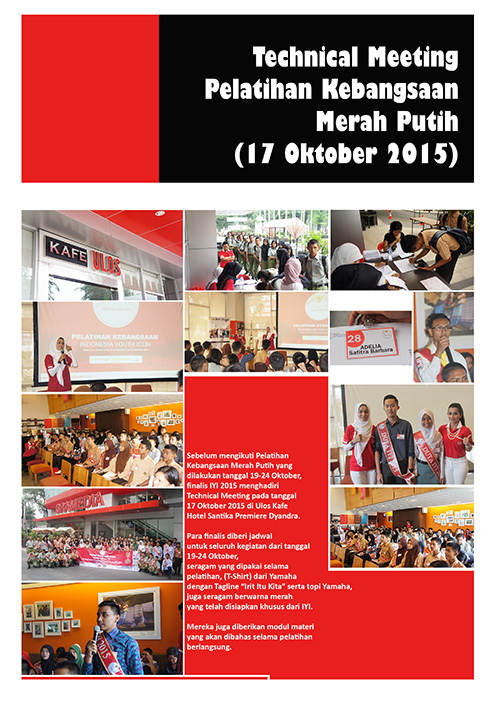 Technical Meeting
Pelatihan Kebangsaan
Merah Putih
(17 Oktober 2015)
KAFE ULOS
PELATIHAN KEBANGSAAN
INDONESIA YOUTH ICON
28
ADELIA
Safitra Barbara
Sebelum mengikuti Pelatihan
Kebangsaan Merah Putih yang
dilakukan tanggal 19-24 Oktober,
finalis IYI 2015 menghadiri
Technical Meeting pada tanggal
17 Oktober 2015 di Ulos Kafe
Hotel Santika Premiere Dyandra.
Para finalis diberi jadwal
untuk seluruh kegiatan dari tanggal
19-24 Oktober,
seragam yang dipakai selama
pelatihan, (T-Shirt) dari Yamaha
dengan Tagline “Irit Itu Kita” serta topi Yamaha,
juga seragam berwarna merah
yang telah disiapkan khusus dari IYI.
Mereka juga diberikan modul materi
yang akan dibahas selama pelatihan
berlangsung.
2015